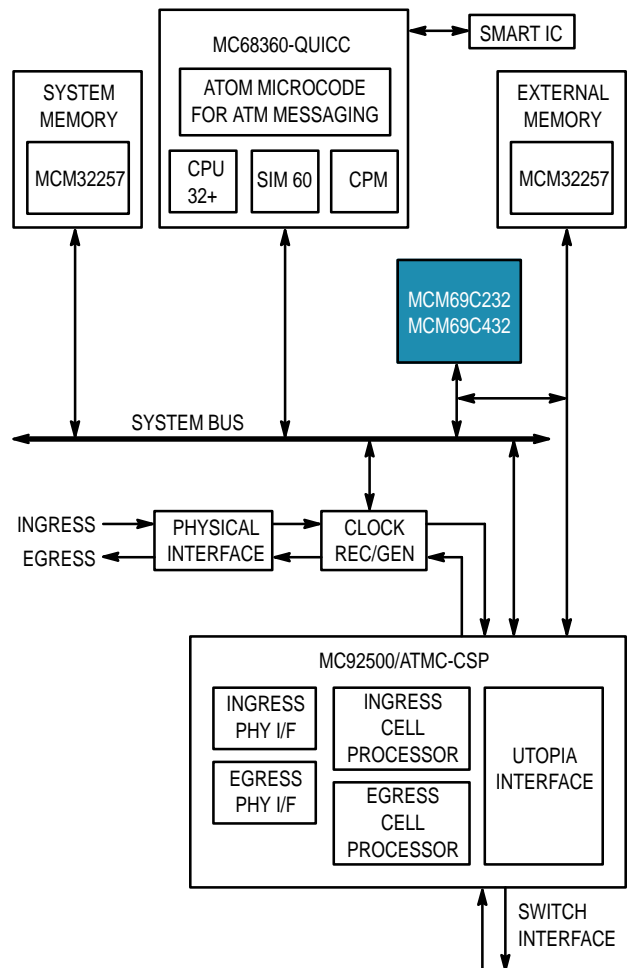 MC68360-QUICC
SMART IC
ATOM MICROCODE
FOR ATM MESSAGING
CPU
32+
SIM 60
CPM
SYSTEM
MEMORY
MCM32257
EXTERNAL
MEMORY
MCM32257
MCM69C232
MCM69C432
SYSTEM BUS
INGRESS
EGRESS
PHYSICAL
INTERFACE
CLOCK
REC/GEN
MC92500/ATMC-CSP
INGRESS
PHY I/F
EGRESS
PHY I/F
INGRESS
CELL
PROCESSOR
EGRESS
CELL
PROCESSOR
UTOPIA
INTERFACE
SWITCH
INTERFACE